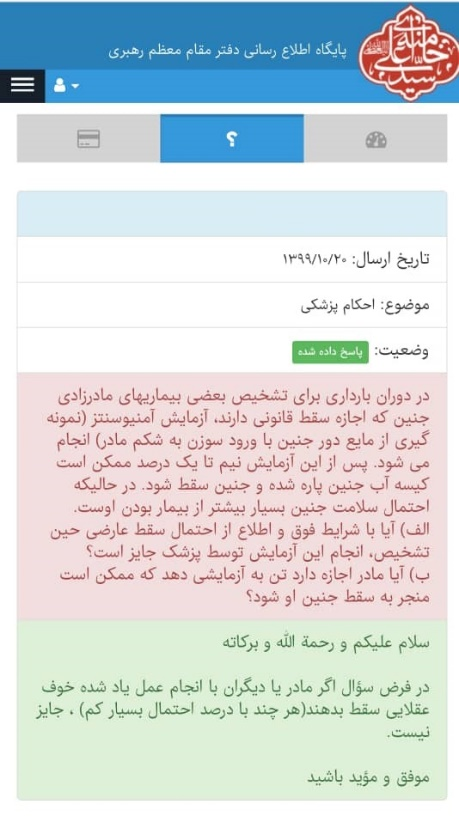 پایگاه اطلاع رسانی دفتر مقام معظم رهبری
؟
تاریخ ارسال: ۱۳۹۹/۱۰/۲۰
موضوع: احکام پزشکی
وضعیت: پاسخ داده شده
در دوران بارداری برای تشخیص بعضی بیماریهای مادرزادی
جنین که اجازه سقط قانونی دارند، آزمایش آمنیوسنتز (نمونه
گیری از مایع دور جنین با ورود سوزن به شکم مادر) انجام
می شود. پس از این آزمایش نیم تا یک درصد ممکن است
کیسه آب جنین پاره شده و جنین سقط شود. در حالیکه
احتمال سلامت جنین بسیار بیشتر از بیمار بودن اوست.
الف) آیا با شرایط فوق و اطلاع از احتمال سقط عارضی حین
تشخیص، انجام این آزمایش توسط پزشک جایز است؟
ب) آیا مادر اجازه دارد تن به آزمایشی دهد که ممکن است
منجر به سقط جنین او شود؟
سلام علیکم و رحمة الله و برکاته
در فرض سؤال اگر مادر یا دیگران با انجام عمل یاد شده خوف
عقلایی سقط بدهند(هر چند با درصد احتمال بسیار کم) ، جایز
نیست.
موفق و مؤید باشید